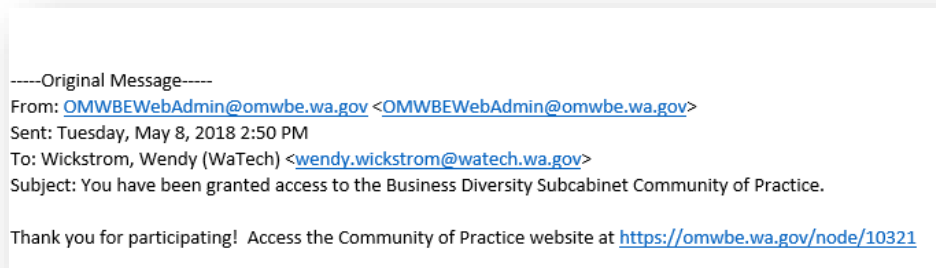 -----Original Message-----
From: OMWBEWebAdmin@omwbe.wa.gov <OMWBEWebAdmin@omwbe.wa.gov>
Sent: Tuesday, May 8, 2018 2:50 PM
To: Wickstrom, Wendy (WaTech) <wendy.wickstrom@watech.wa.gov>
Subject: You have been granted access to the Business Diversity Subcabinet Community of Practice.
Thank you for participating!  Access the Community of Practice website at https://omwbe.wa.gov/node/10321